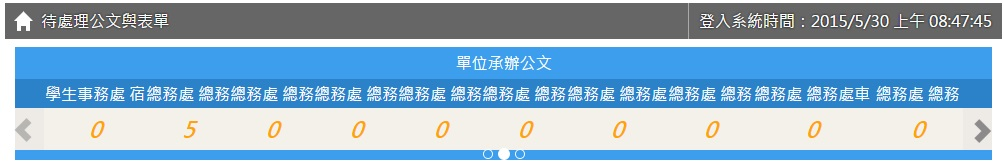 待處理公文與表單 登入系統時間：2015/5/30 上午 08:47:45
單位承辦公文
學生事務處 宿總務處 總務總務處 總務總務處 總務總務處 總務總務處 總務總務處 總務處總務處 總務總務處 總務處車 總務處 總務
0 5 0 0 0 0 0 0 0 0